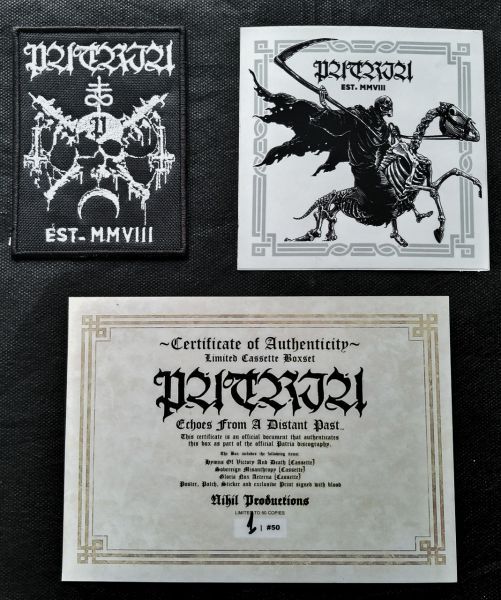 PATRIA
P
EST- MMVIII
PATRIA
EST- MMVIII
~Certificate of Authenticity~
Limited Cassette Boxset
PATRIA
Echoes From A Distant Past..
This certificate is an official document that authenticates
this box as part of the official Patria discography.
The Box includes the following items:
Hymns Of Victory And Death (Cassette)
Sovereign Misanthropy (Cassette)
Gloria Nox Aeterna (Cassette)
Poster, Patch, Sticker and exclusive Print signed with blood
Nihil Productions
LIMITED TO 50 COPIES
1 | #50